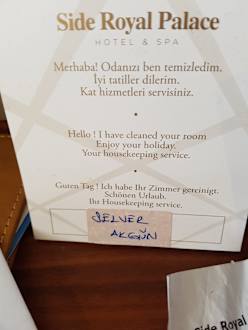 Side Royal Palace
HOTEL & SPA
Merhaba! Odanızı ben temizledim.
İyi tatiller dilerim.
Kat hizmetleri servisiniz.
Hello ! I have cleaned your room
Enjoy your holiday.
Your housekeeping service.
Guten Tag ! Ich habe Ihr Zimmer gereinigt.
Schönen Urlaub.
Ihr Housekeeping service.
SELVER
AKGÜN
Side Royal